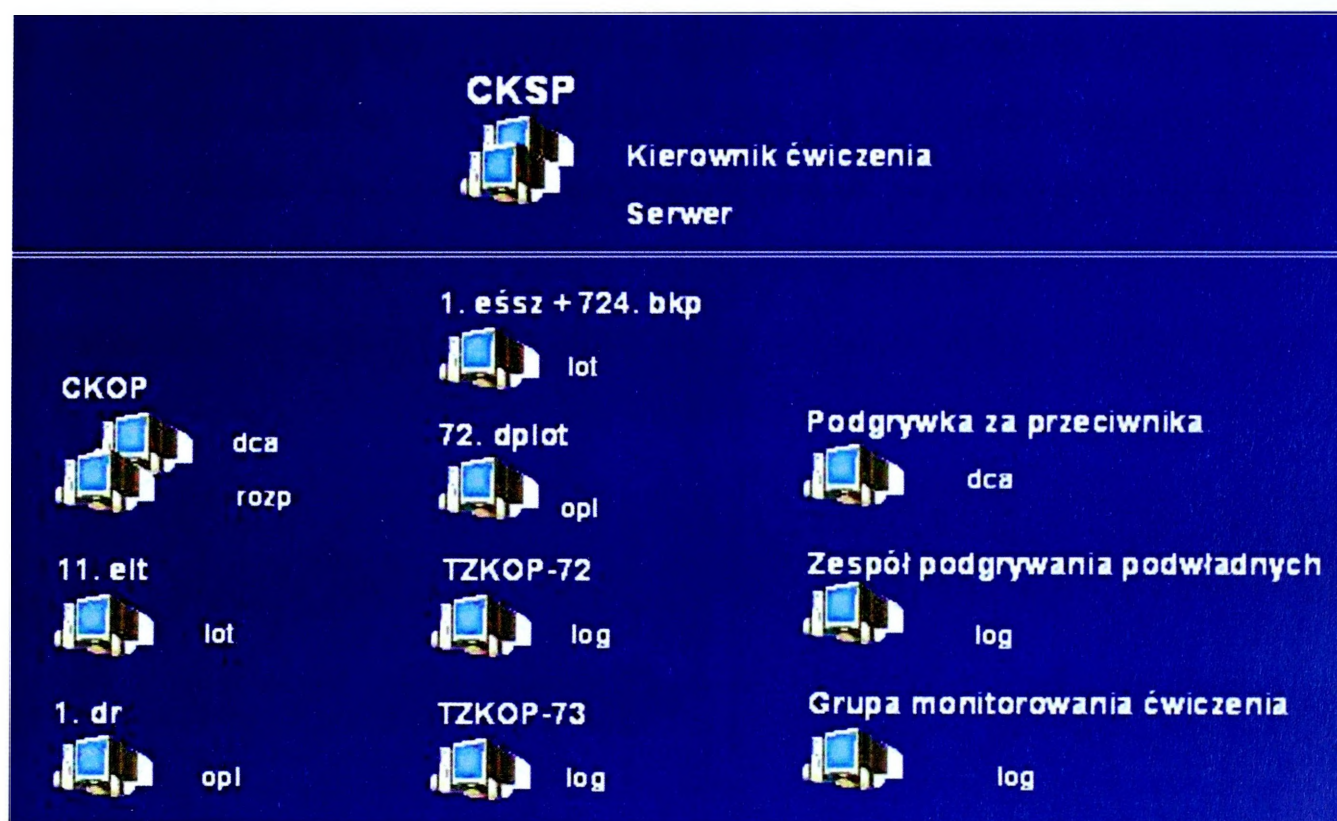 CKSP
Kierownik ćwiczenia
Serwer
CKOP
dca
rozp
11. elt
lot
1. dr
opl
1. eśsz + 724. bkp
lot
72. dplot
opl
TZKOP-72
log
TZKOP-73
log
Podgrywka za przeciwnika
dca
Zespół podgrywania podwładnych
log
Grupa monitorowania ćwiczenia
log